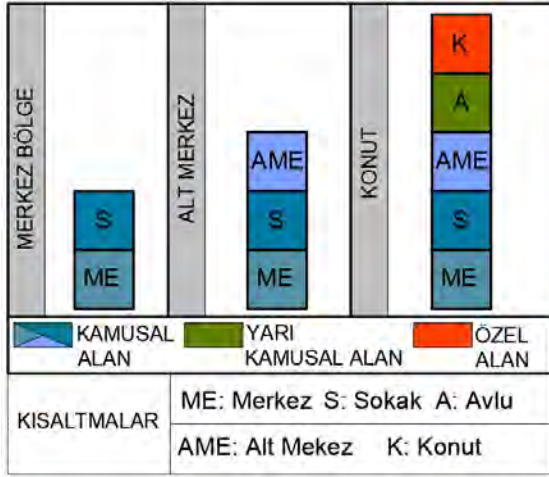 MERKEZ BÖLGE
S
ME
ALT MERKEZ
AME
S
ME
KONUT
K
A
AME
S
ME
KAMUSAL ALAN
YARI KAMUSAL ALAN
ÖZEL ALAN
KISALTMALAR
ME: Merkez S: Sokak A: Avlu
AME: Alt Mekez K: Konut